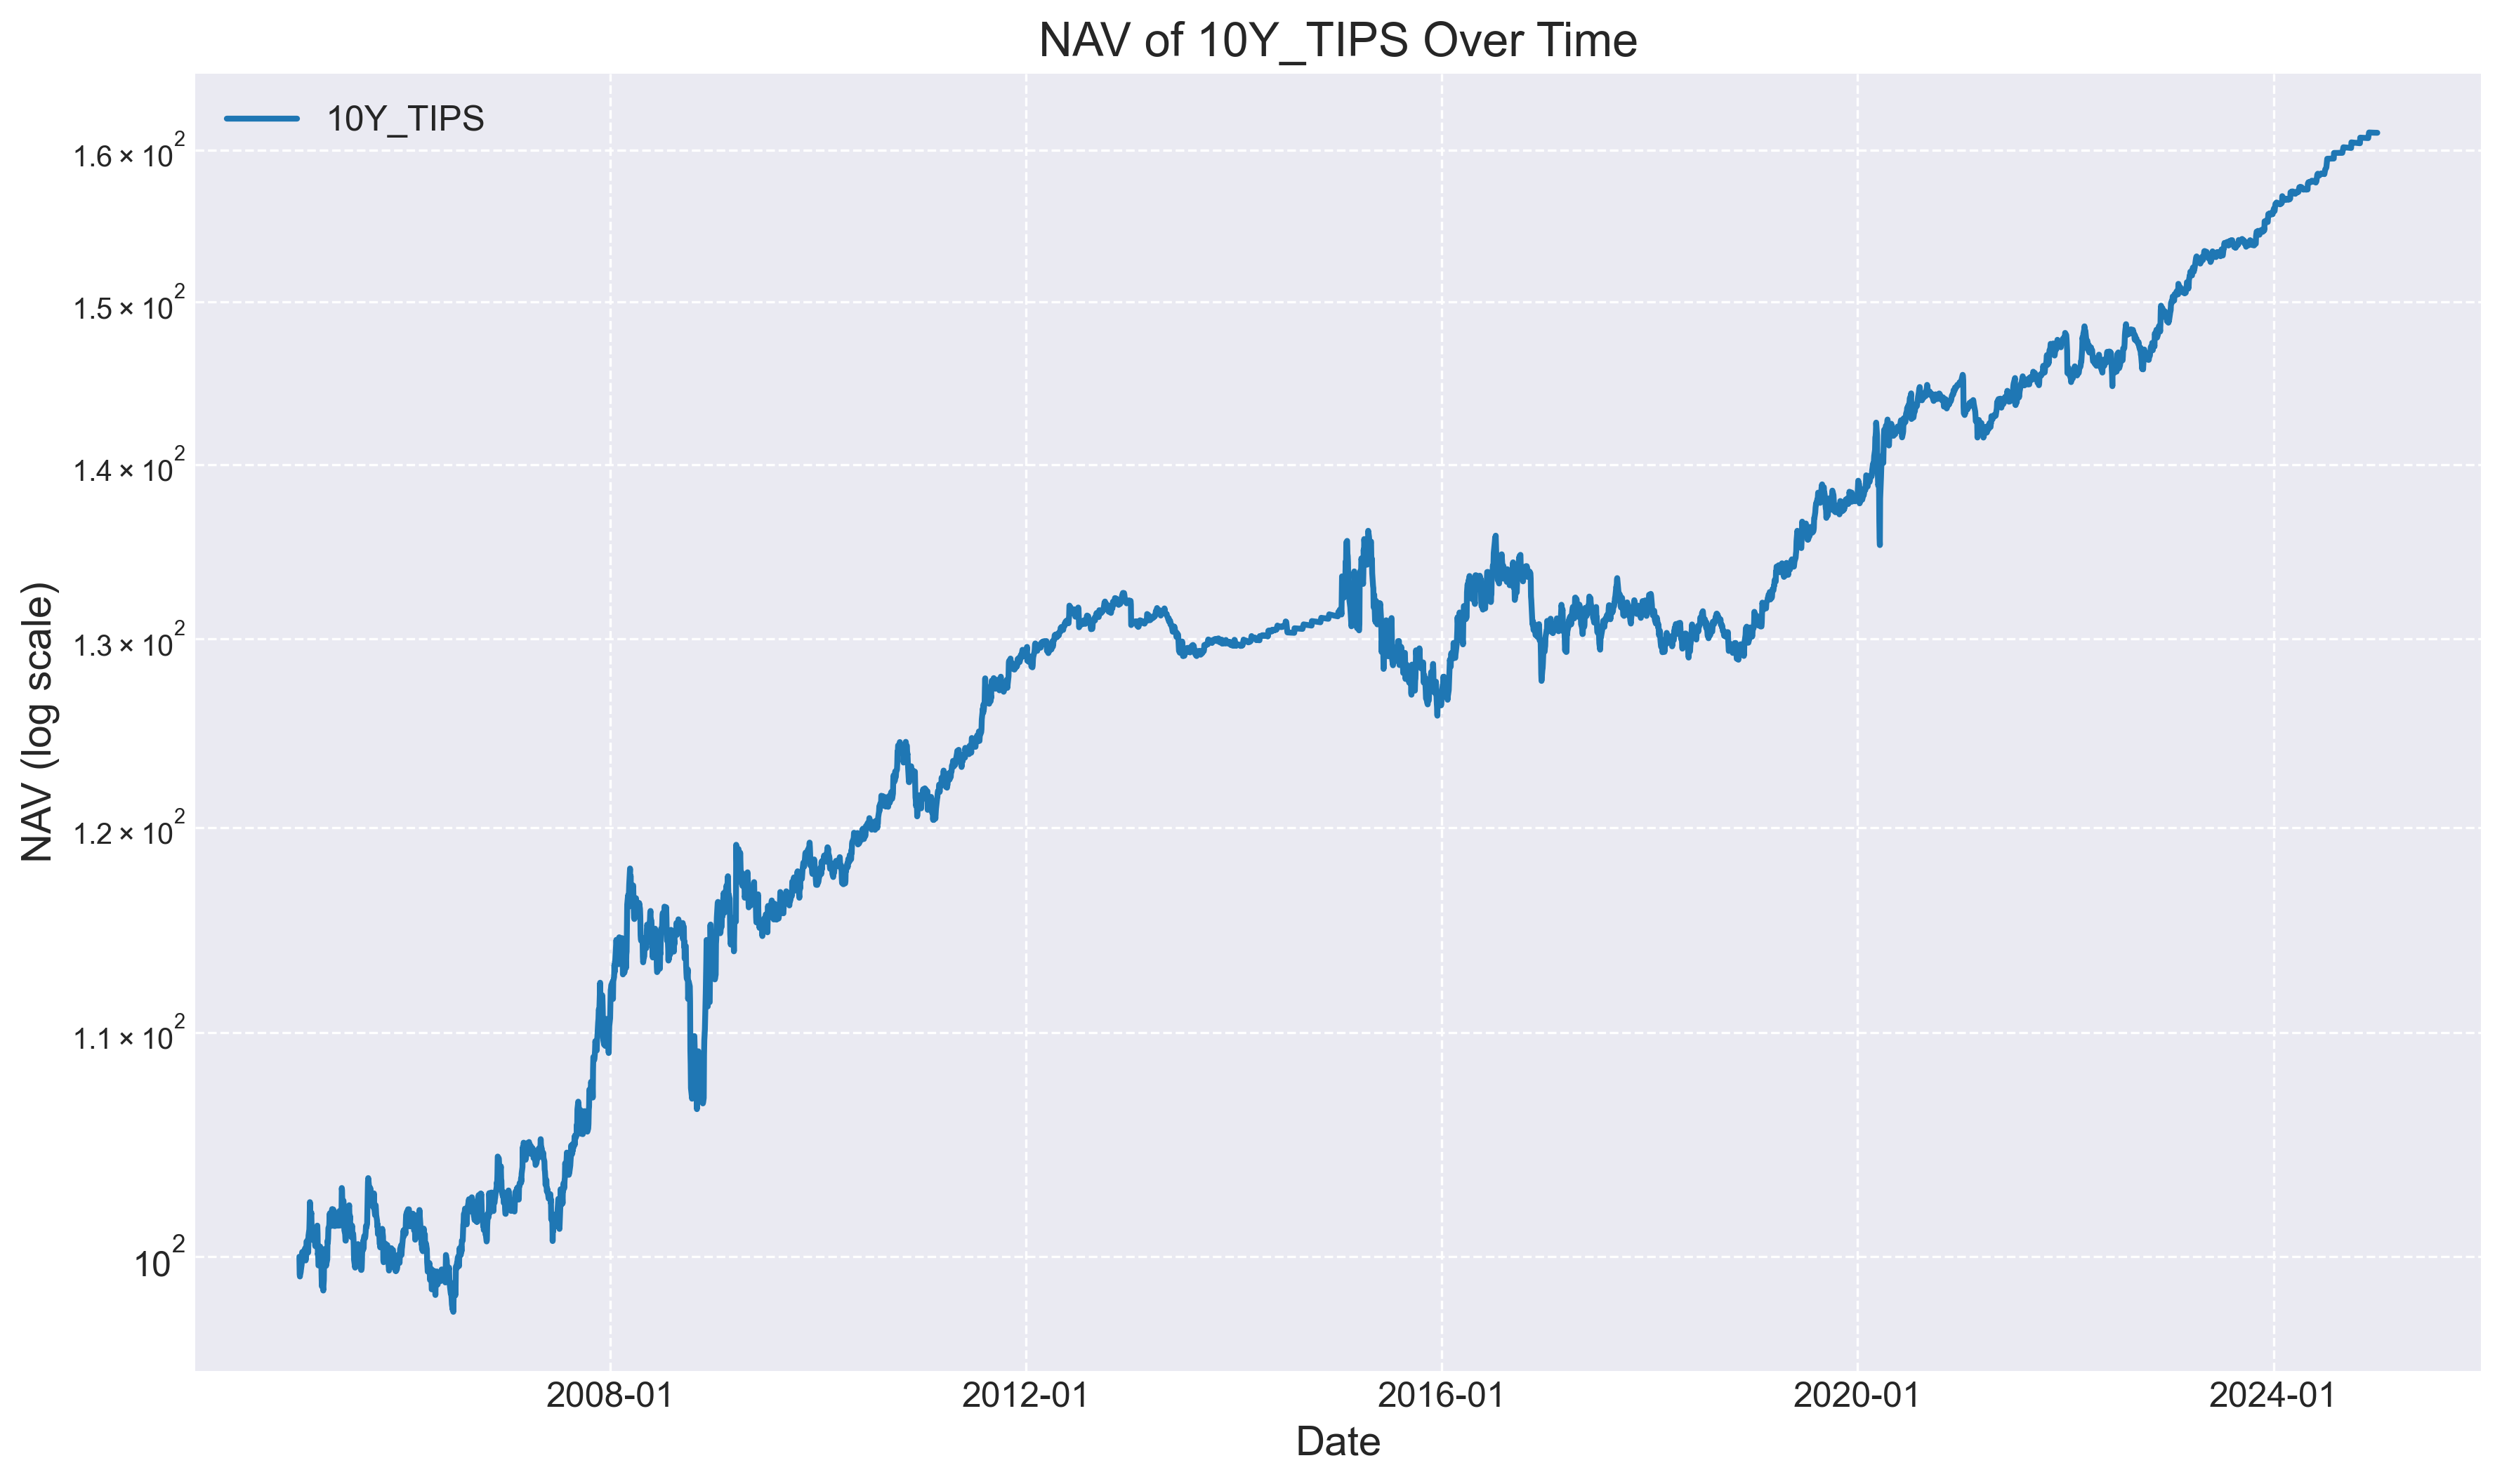 NAV of 10Y_TIPS Over Time
10Y_TIPS
1.6 × 10²
1.5 × 10²
1.4 × 10²
1.3 × 10²
1.2 × 10²
1.1 × 10²
10²
NAV (log scale)
2008-01 2012-01 2016-01 2020-01 2024-01
Date